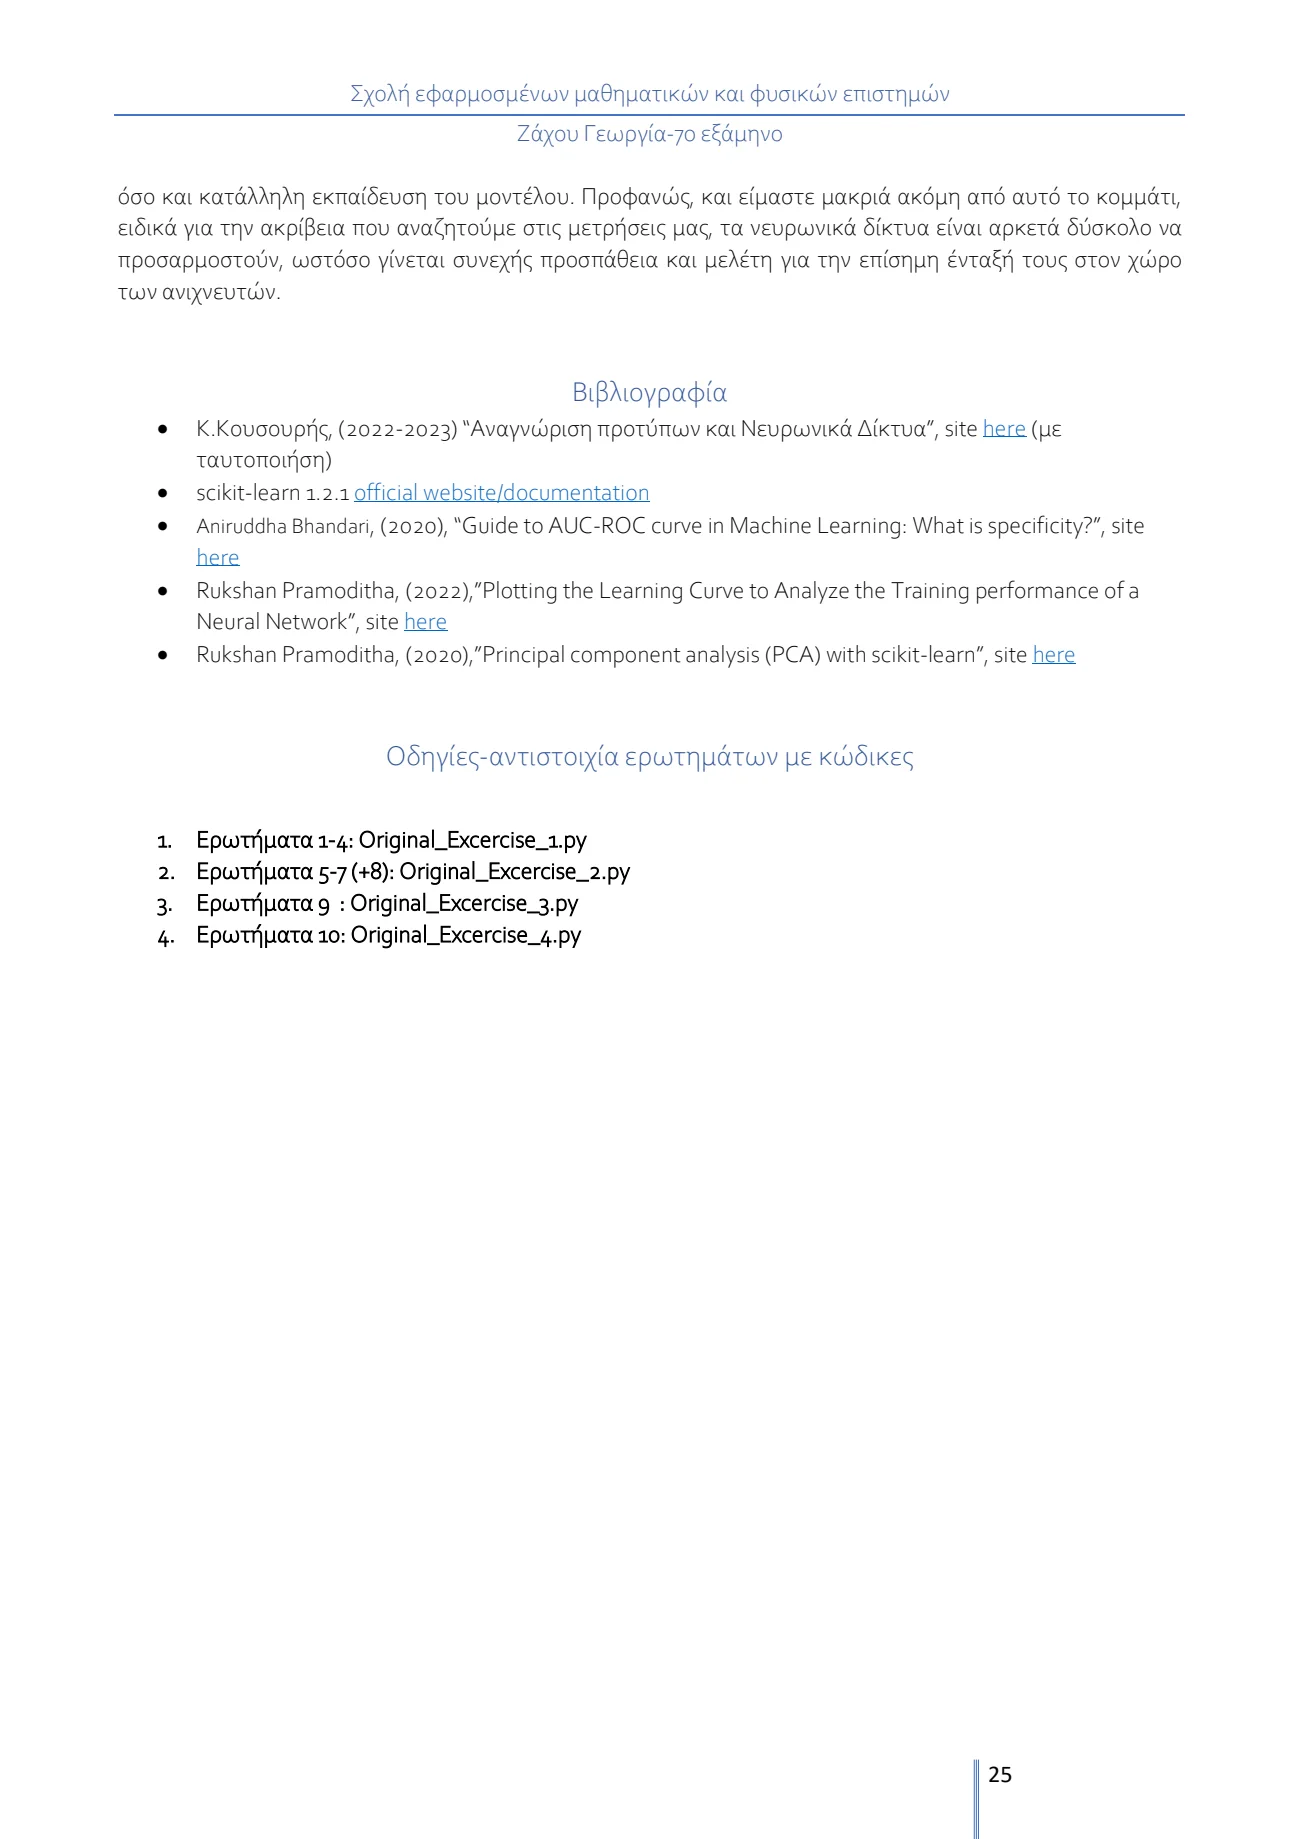 Σχολή εφαρμοσμένων μαθηματικών και φυσικών επιστημών
Ζάχου Γεωργία-7ο εξάμηνο
όσο και κατάλληλη εκπαίδευση του μοντέλου. Προφανώς, και είμαστε μακριά ακόμη από αυτό το κομμάτι,
ειδικά για την ακρίβεια που αναζητούμε στις μετρήσεις μας, τα νευρωνικά δίκτυα είναι αρκετά δύσκολο να
προσαρμοστούν, ωστόσο γίνεται συνεχής προσπάθεια και μελέτη για την επίσημη ένταξή τους στον χώρο
των ανιχνευτών.
Βιβλιογραφία
• Κ.Κουσουρής, (2022-2023) “Αναγνώριση προτύπων και Νευρωνικά Δίκτυα”, site here (με
ταυτοποιήση)
• scikit-learn 1.2.1 official website/documentation
• Aniruddha Bhandari, (2020), “Guide to AUC-ROC curve in Machine Learning: What is specificity?”, site
here
• Rukshan Pramoditha, (2022),”Plotting the Learning Curve to Analyze the Training performance of a
Neural Network”, site here
• Rukshan Pramoditha, (2020),”Principal component analysis (PCA) with scikit-learn”, site here
Οδηγίες-αντιστοιχία ερωτημάτων με κώδικες
1. Ερωτήματα 1-4: Original_Excercise_1.py
2. Ερωτήματα 5-7 (+8): Original_Excercise_2.py
3. Ερωτήματα 9 : Original_Excercise_3.py
4. Ερωτήματα 10: Original_Excercise_4.py
25